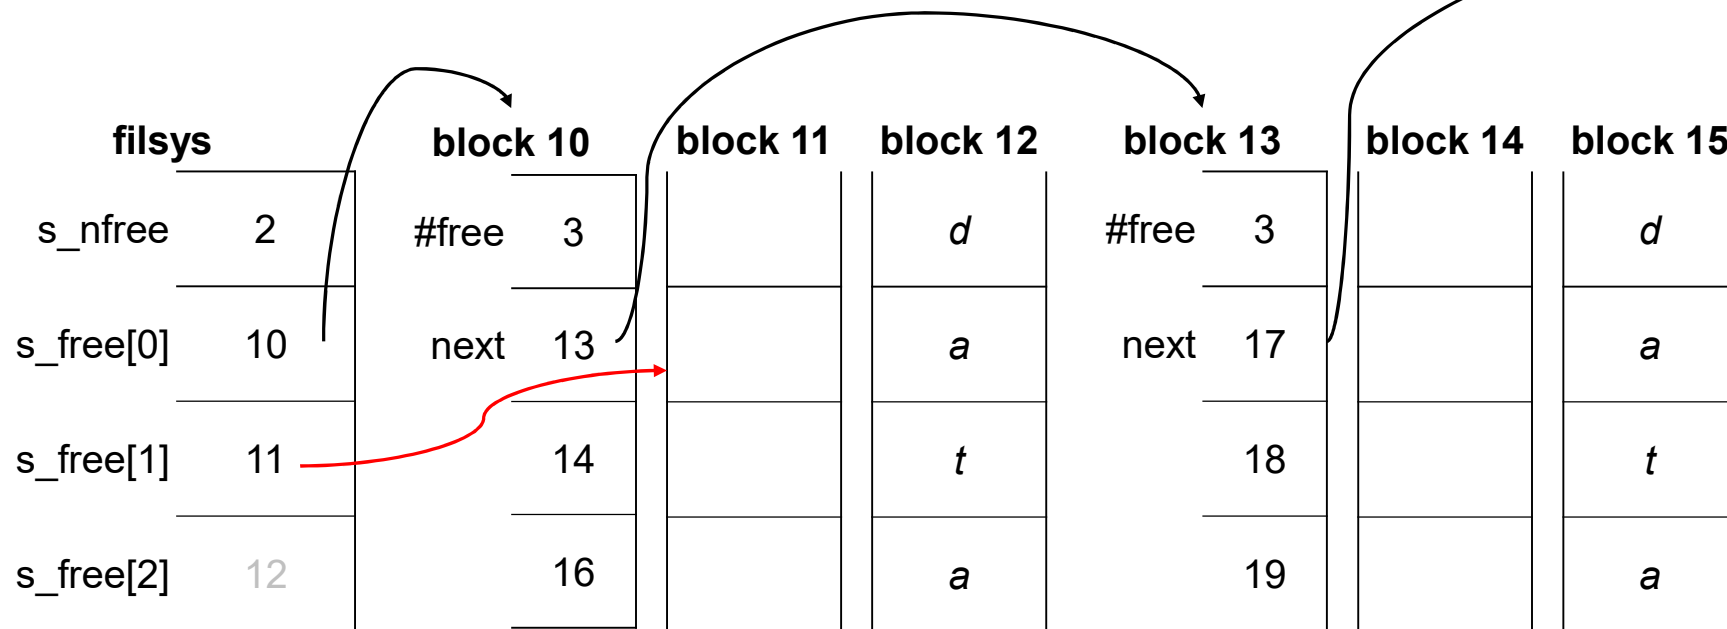 filsys block 10 block 11 block 12 block 13 block 14 block 15
s_nfree 2 #free 3 d #free 3 d
s_free[0] 10 next 13 a next 17 a
s_free[1] 11 14 t 18 t
s_free[2] 12 16 a 19 a